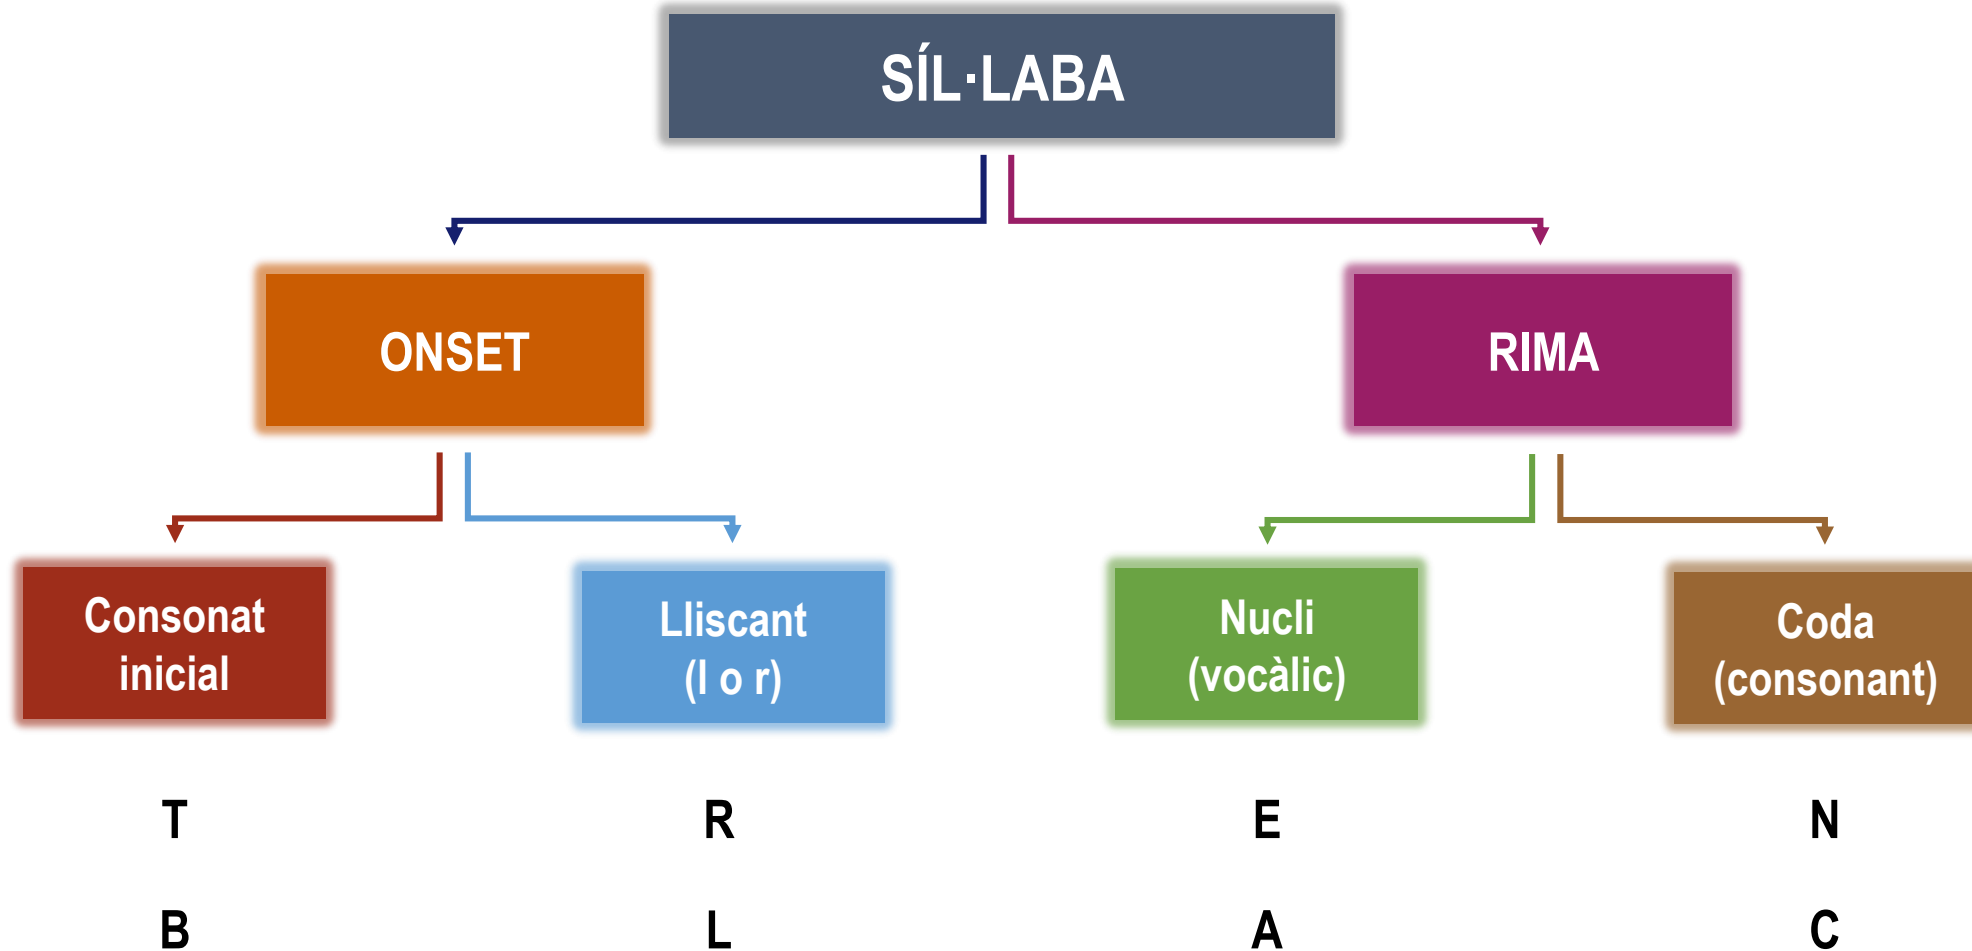 SÍL·LABA
ONSET
RIMA
Consonat
inicial
Lliscant
(l o r)
Nucli
(vocàlic)
Coda
(consonant)
T R E N
B L A C